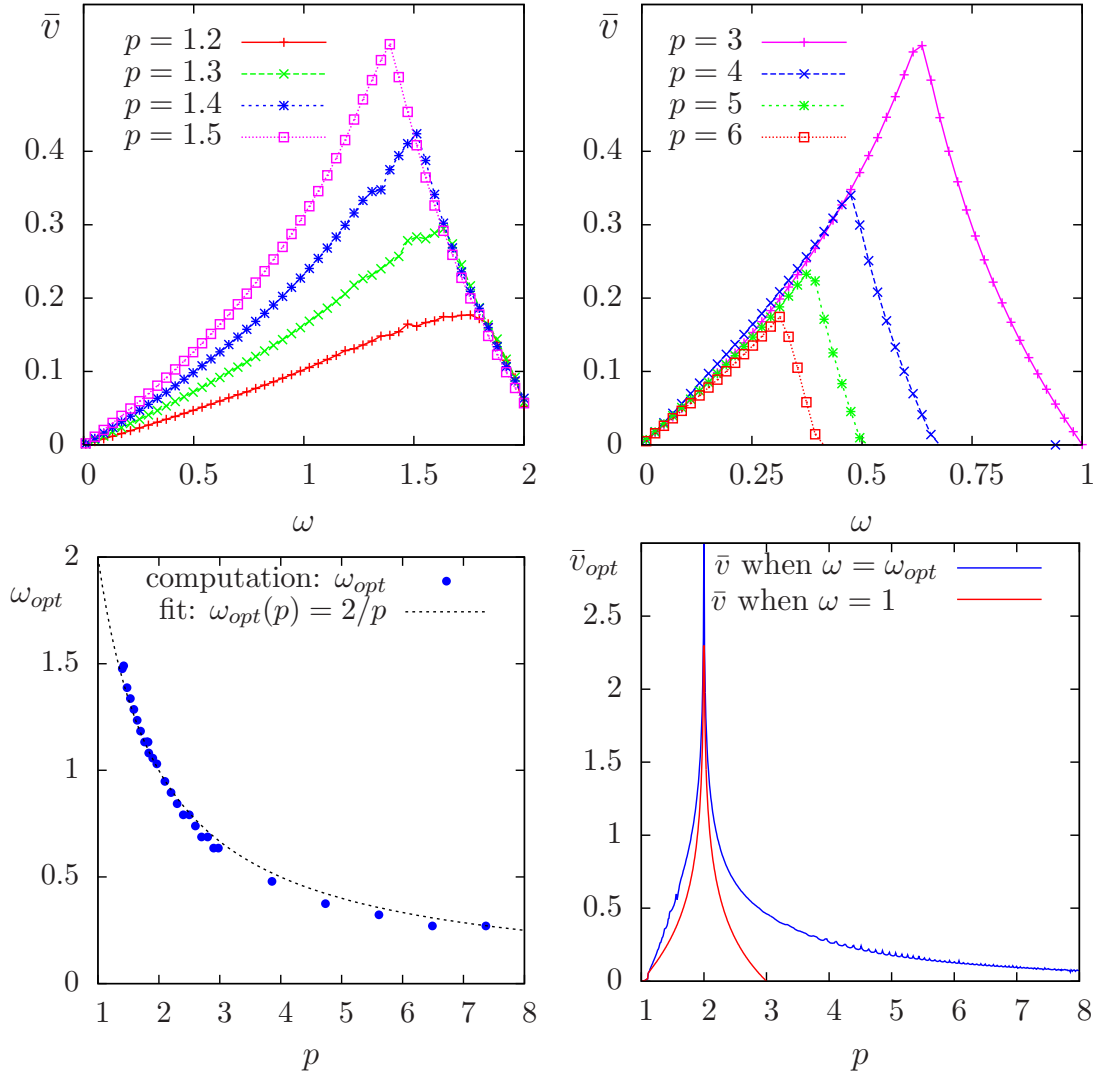 v̄
p = 1.2
p = 1.3
p = 1.4
p = 1.5
0.4
0.3
0.2
0.1
0
0 0.5 1 1.5 2
ω
v̄
p = 3
p = 4
p = 5
p = 6
0.4
0.3
0.2
0.1
0
0 0.25 0.5 0.75 1
ω
2
ω_opt
computation: ω_opt
fit: ω_opt(p) = 2/p
1.5
1
0.5
0
1 2 3 4 5 6 7 8
p
v̄_opt
v̄ when ω = ω_opt
v̄ when ω = 1
2.5
2
1.5
1
0.5
0
1 2 3 4 5 6 7 8
p